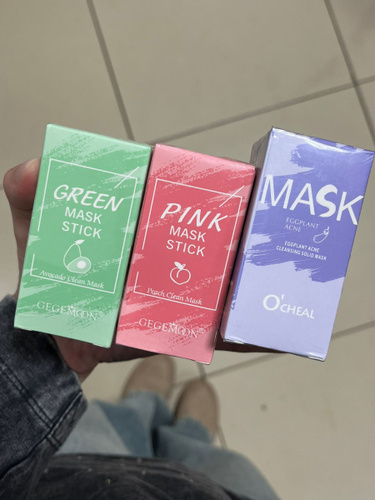 GREEN
MASK
STICK
Avocado Clean Mask
GEGEMOON
PINK
MASK
STICK
Peach Clean Mask
GEGEMOON
MASK
EGGPLANT
ACNE
EGGPLANT ACNE
CLEANSING SOLID MASK
O'CHEAL